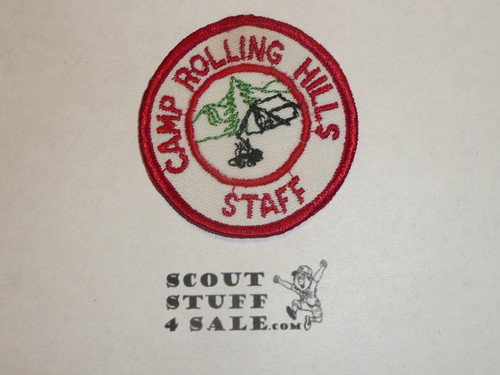 CAMP ROLLING HILLS
STAFF
SCOUT
STUFF
4 SALE.COM